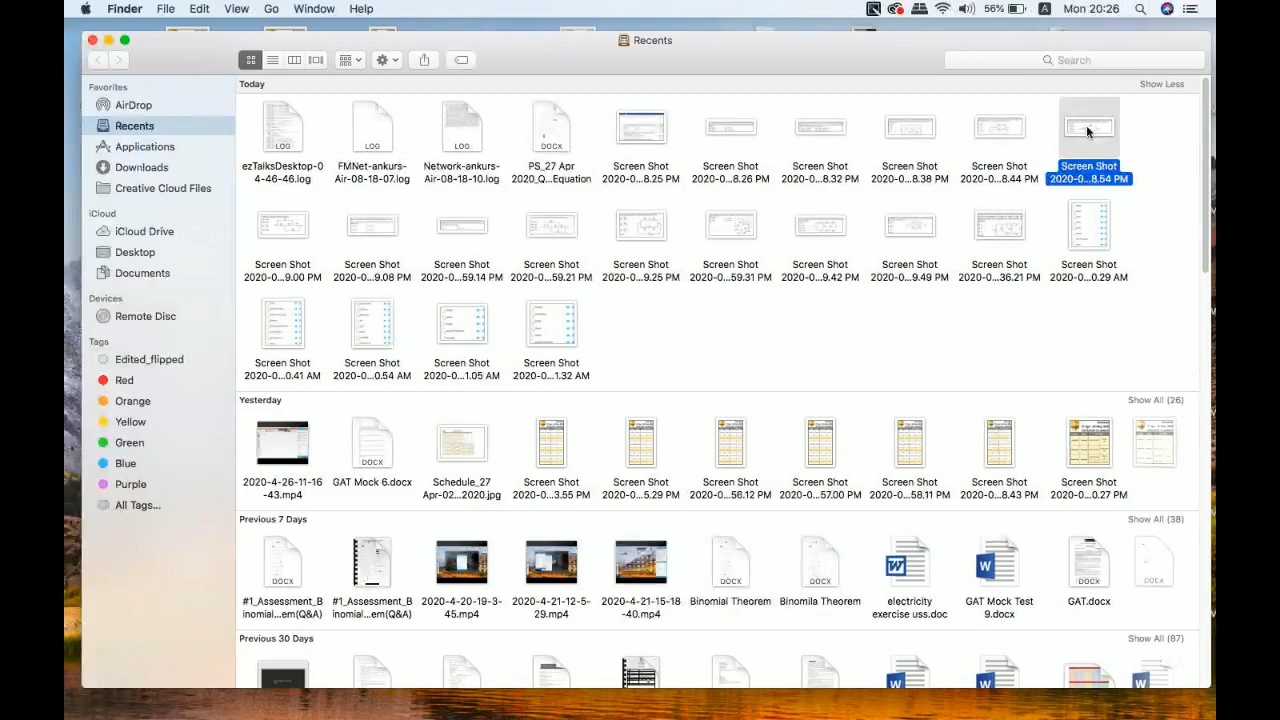 Finder File Edit View Go Window Help 56% A Mon 20:26
Recents
Search
Favorites
AirDrop
Recents
Applications
Downloads
Creative Cloud Files
iCloud
iCloud Drive
Desktop
Documents
Devices
Remote Disc
Tags
Edited_flipped
Red
Orange
Yellow
Green
Blue
Purple
All Tags...
Today Show Less
LOG LOG LOG DOCX
ezTalksDesktop-0 FMNet-ankurs- Network-ankurs- PS_27 Apr Screen Shot Screen Shot Screen Shot Screen Shot Screen Shot Screen Shot
4-46-46.log Air-08-18-07.log Air-08-18-10.log 2020_Q...Equation 2020-0...8.25 PM 2020-0...8.26 PM 2020-0...8.32 PM 2020-0...8.38 PM 2020-0...8.44 PM 2020-0...8.54 PM
Screen Shot Screen Shot Screen Shot Screen Shot Screen Shot Screen Shot Screen Shot Screen Shot Screen Shot Screen Shot
2020-0...9.00 PM 2020-0...9.08 PM 2020-0...59.14 PM 2020-0...59.21 PM 2020-0...9.25 PM 2020-0...59.31 PM 2020-0...9.42 PM 2020-0...9.49 PM 2020-0...36.21 PM 2020-0...0.29 AM
Screen Shot Screen Shot Screen Shot Screen Shot
2020-0...0.41 AM 2020-0...0.54 AM 2020-0...1.05 AM 2020-0...1.32 AM
Yesterday Show All (26)
DOCX
2020-4-26-11-16 GAT Mock 6.docx Schedule_27 Screen Shot Screen Shot Screen Shot Screen Shot Screen Shot Screen Shot Screen Shot
-43.mp4 Apr-02...2020.jpg 2020-0...3.55 PM 2020-0...5.29 PM 2020-0...56.12 PM 2020-0...57.00 PM 2020-0...58.11 PM 2020-0...8.43 PM 2020-0...0.27 PM
Previous 7 Days Show All (38)
DOCX DOCX DOCX W W DOCX DOCX
#1_Assessment_B #1_Assessment_B 2020-4-20-19-3- 2020-4-21-12-5- 2020-4-21-15-18 Binomial Theorem Binomila Theorem electricity GAT Mock Test GAT.docx
inomial...em(Q&A) inomial...em(Q&A) 45.mp4 29.mp4 -40.mp4 exercise uss.doc 9.docx
Previous 30 Days Show All (87)
W W W